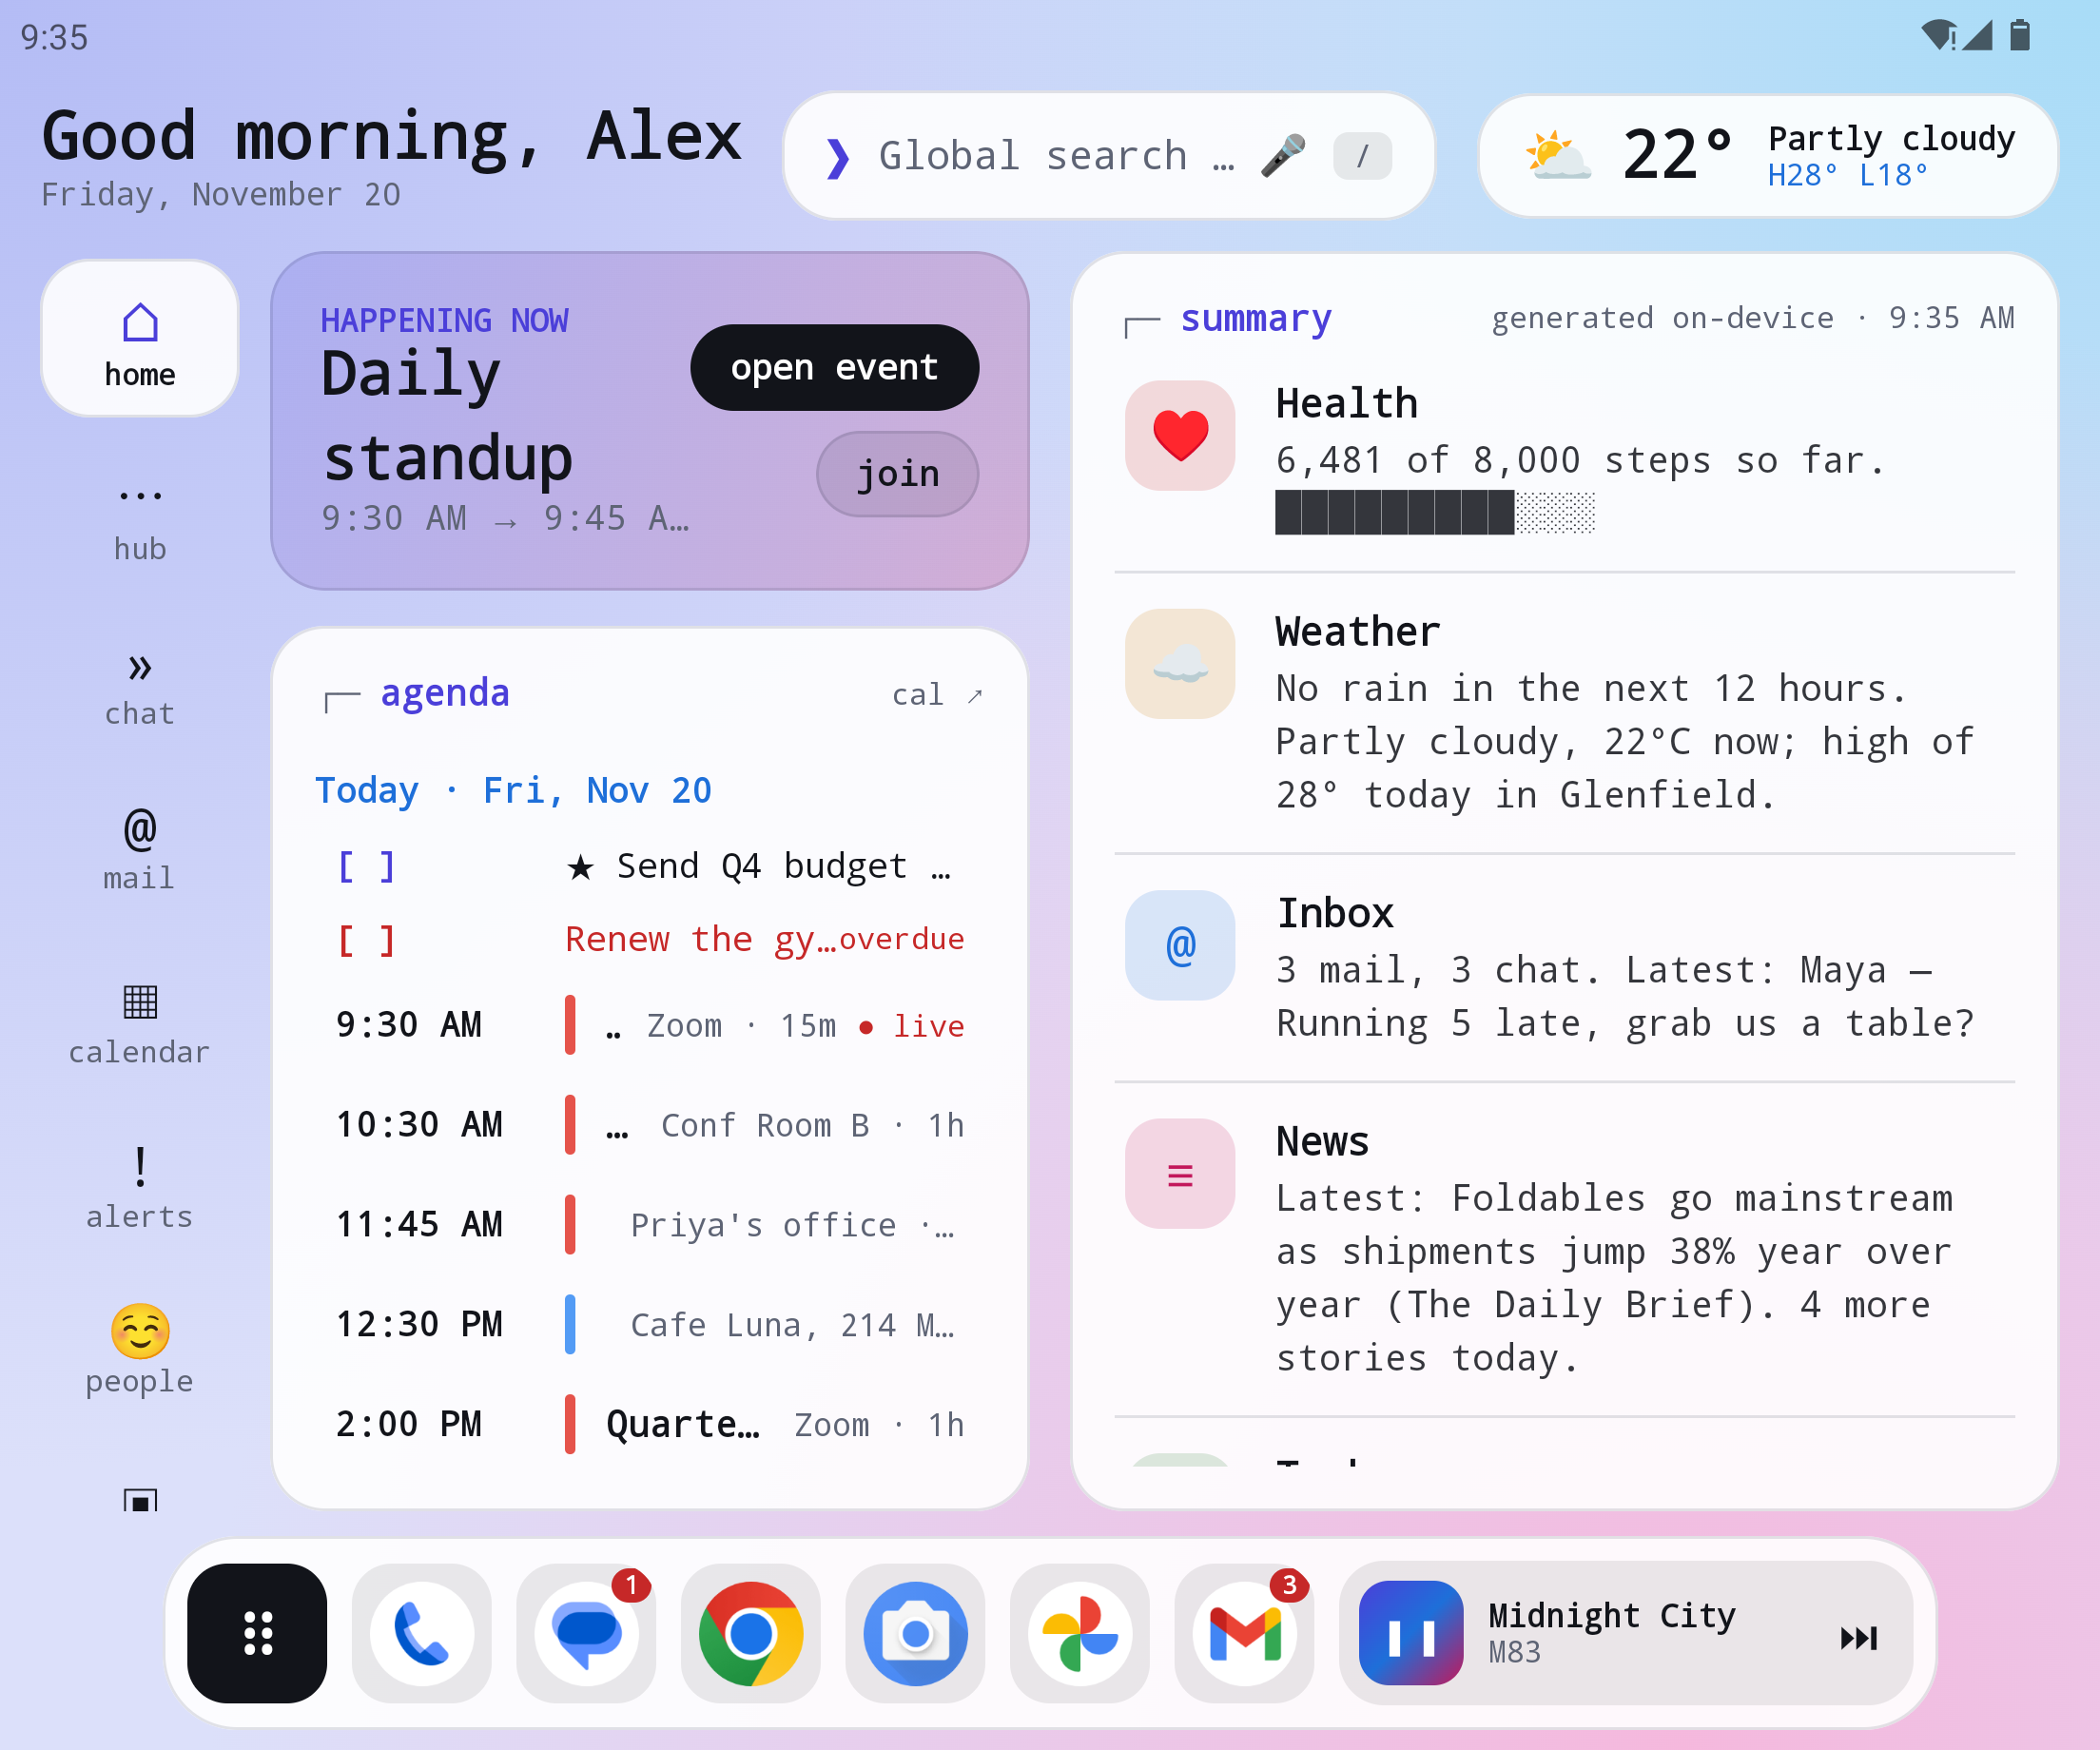 9:35
Good morning, Alex
Friday, November 20
❯ Global search … /
22°
Partly cloudy
H28° L18°
home
hub
chat
@
mail
calendar
!
alerts
people
HAPPENING NOW
Daily
standup
9:30 AM → 9:45 A…
open event
join
agenda
cal ↗
Today · Fri, Nov 20
[ ] ★ Send Q4 budget …
[ ] Renew the gy… overdue
9:30 AM … Zoom · 15m ● live
10:30 AM … Conf Room B · 1h
11:45 AM Priya's office ·…
12:30 PM Cafe Luna, 214 M…
2:00 PM Quarte… Zoom · 1h
summary
generated on-device · 9:35 AM
Health
6,481 of 8,000 steps so far.
Weather
No rain in the next 12 hours.
Partly cloudy, 22°C now; high of
28° today in Glenfield.
@
Inbox
3 mail, 3 chat. Latest: Maya —
Running 5 late, grab us a table?
News
Latest: Foldables go mainstream
as shipments jump 38% year over
year (The Daily Brief). 4 more
stories today.
1
3
Midnight City
M83